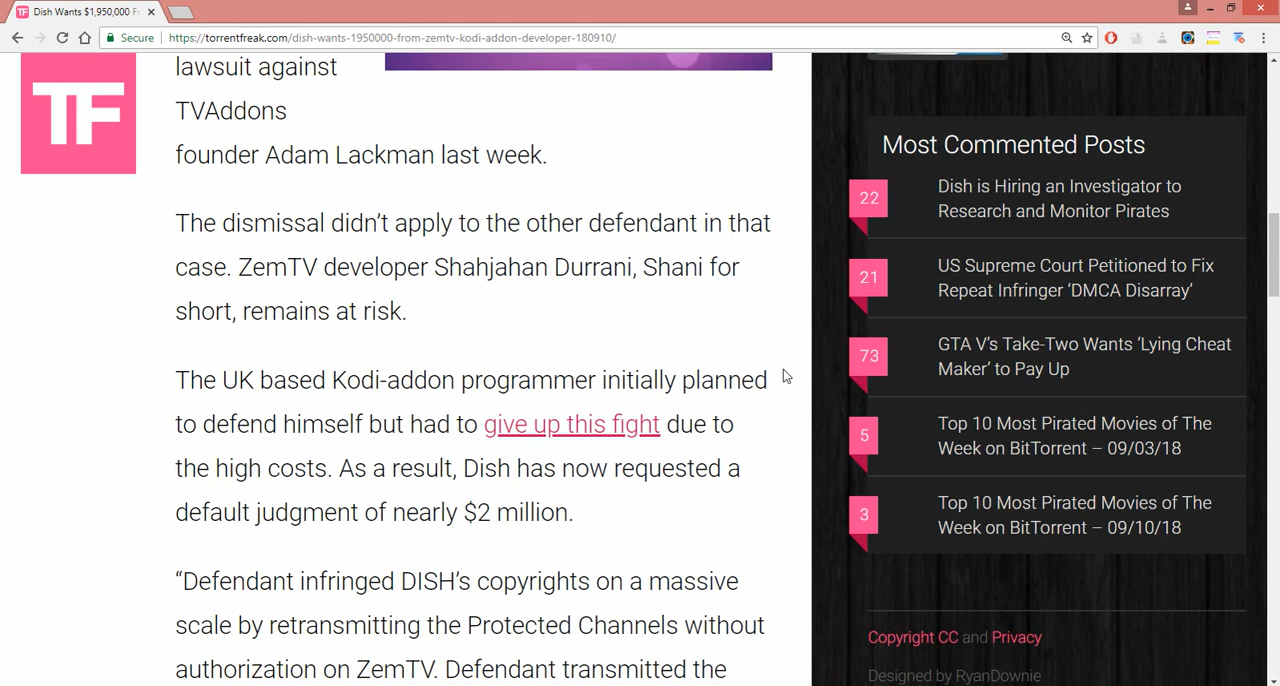 Dish Wants $1,950,000 F
Secure
https://torrentfreak.com/dish-wants-1950000-from-zemtv-kodi-addon-developer-180910/
TF
lawsuit against
TVAddons
founder Adam Lackman last week.
The dismissal didn’t apply to the other defendant in that
case. ZemTV developer Shahjahan Durrani, Shani for
short, remains at risk.
The UK based Kodi-addon programmer initially planned
to defend himself but had to give up this fight due to
the high costs. As a result, Dish has now requested a
default judgment of nearly $2 million.
“Defendant infringed DISH’s copyrights on a massive
scale by retransmitting the Protected Channels without
authorization on ZemTV. Defendant transmitted the
Most Commented Posts
22
Dish is Hiring an Investigator to
Research and Monitor Pirates
21
US Supreme Court Petitioned to Fix
Repeat Infringer ‘DMCA Disarray’
73
GTA V’s Take-Two Wants ‘Lying Cheat
Maker’ to Pay Up
5
Top 10 Most Pirated Movies of The
Week on BitTorrent – 09/03/18
3
Top 10 Most Pirated Movies of The
Week on BitTorrent – 09/10/18
Copyright CC and Privacy
Designed by RyanDownie